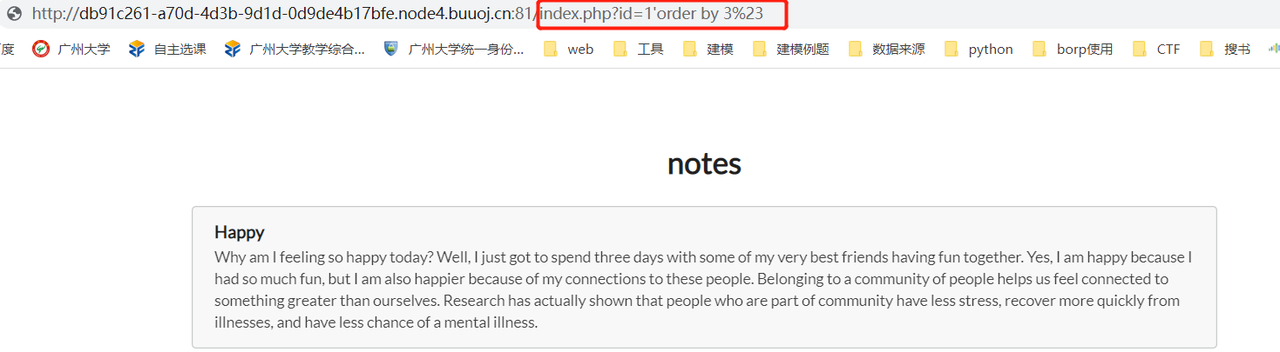 http://db91c261-a70d-4d3b-9d1d-0d9de4b17bfe.node4.buuoj.cn:81/index.php?id=1'order by 3%23
度 广州大学 自主选课 广州大学教学综合... 广州大学统一身份... web 工具 建模 建模例题 数据来源 python borp使用 CTF 搜书
notes
Happy
Why am I feeling so happy today? Well, I just got to spend three days with some of my very best friends having fun together. Yes, I am happy because I
had so much fun, but I am also happier because of my connections to these people. Belonging to a community of people helps us feel connected to
something greater than ourselves. Research has actually shown that people who are part of community have less stress, recover more quickly from
illnesses, and have less chance of a mental illness.